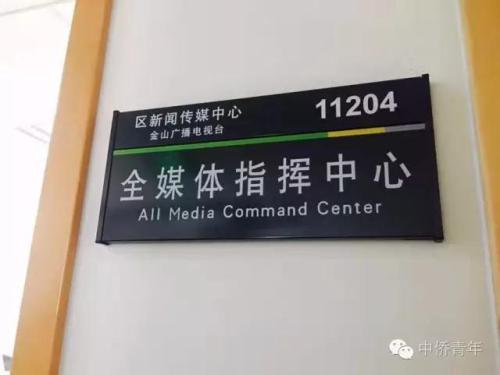 区新闻传媒中心
金山广播电视台
11204
全媒体指挥中心
All Media Command Center
中侨青年